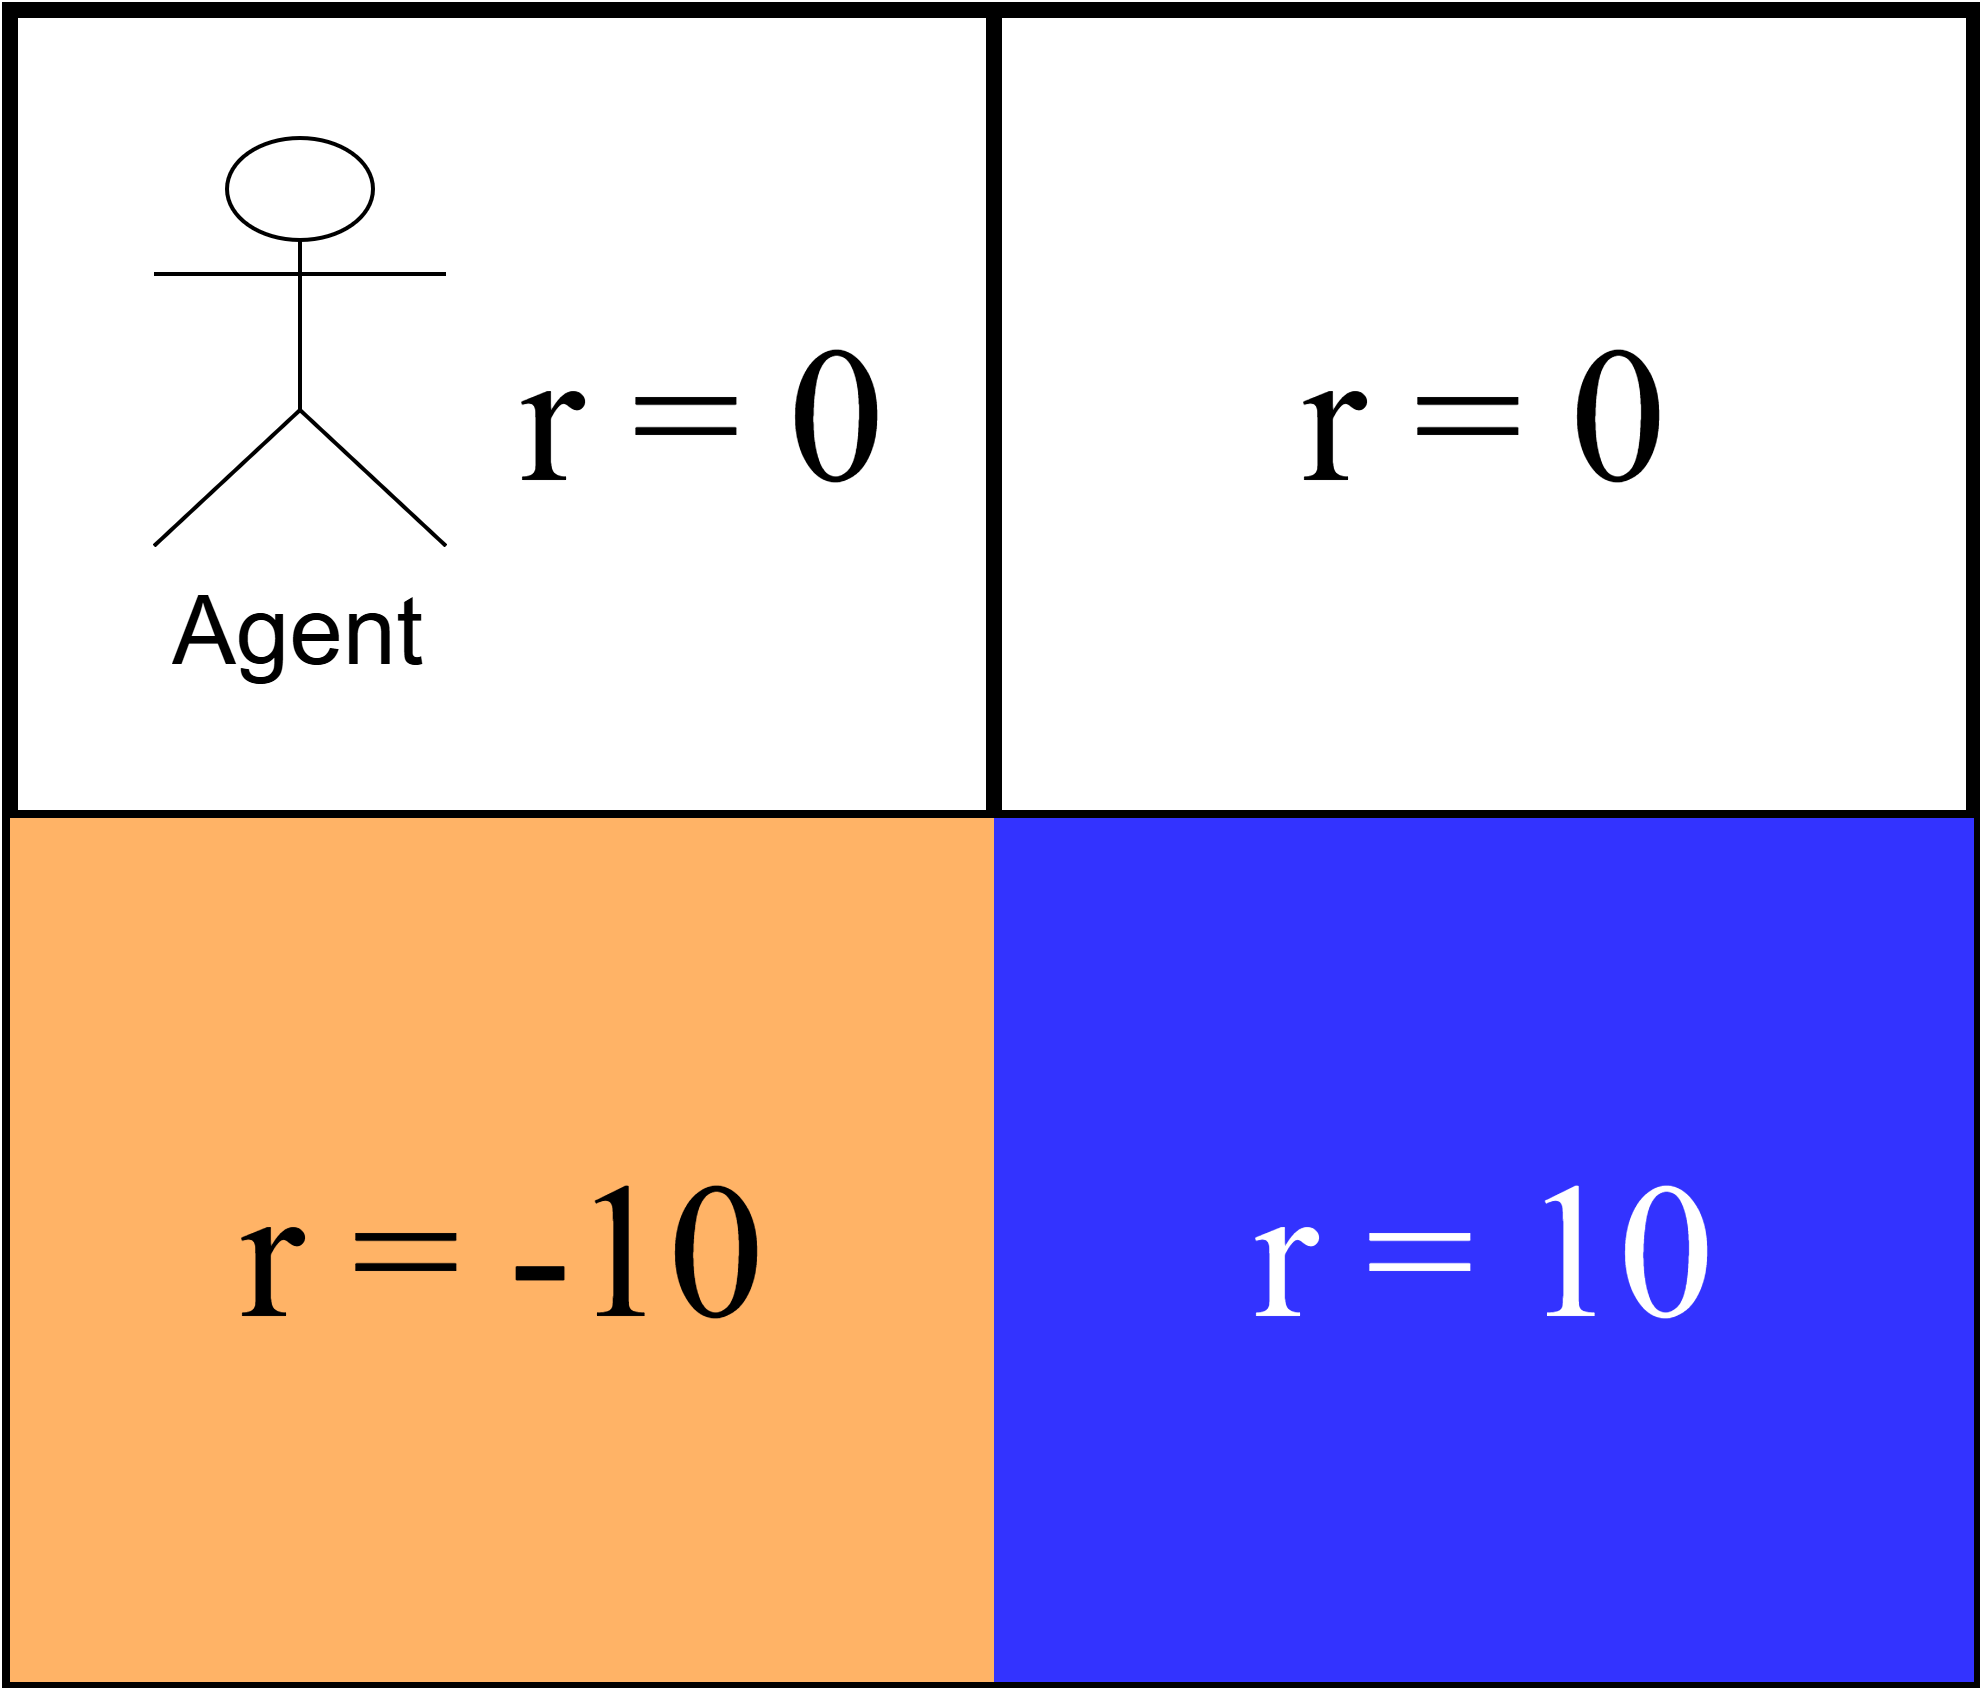 r = 0
r = 0
Agent
r = -10
r = 10